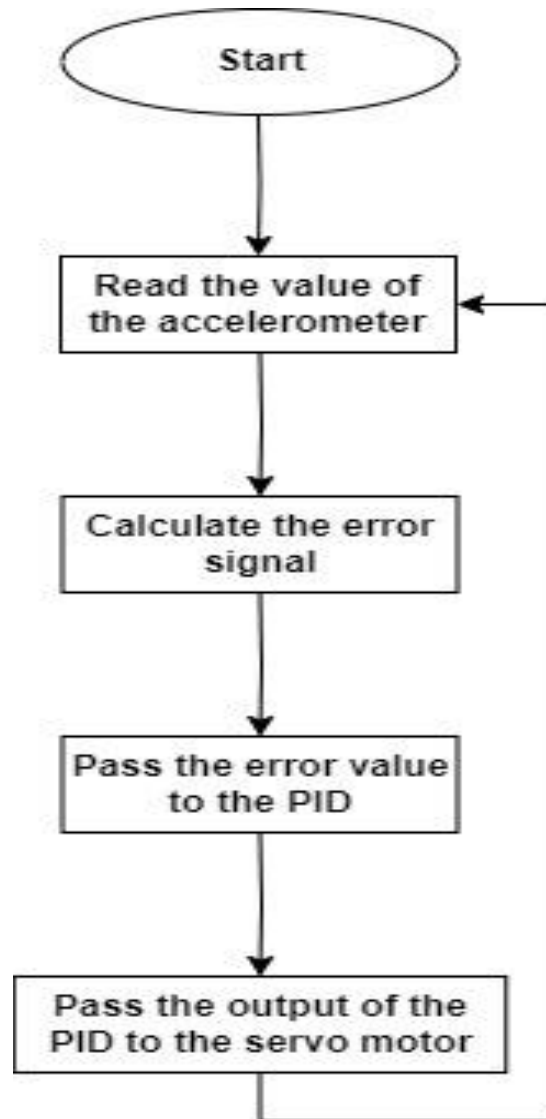 Start
Read the value of
the accelerometer
Calculate the error
signal
Pass the error value
to the PID
Pass the output of the
PID to the servo motor